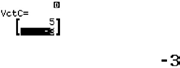 D
VctC=
[ 5
-3 ]
-3